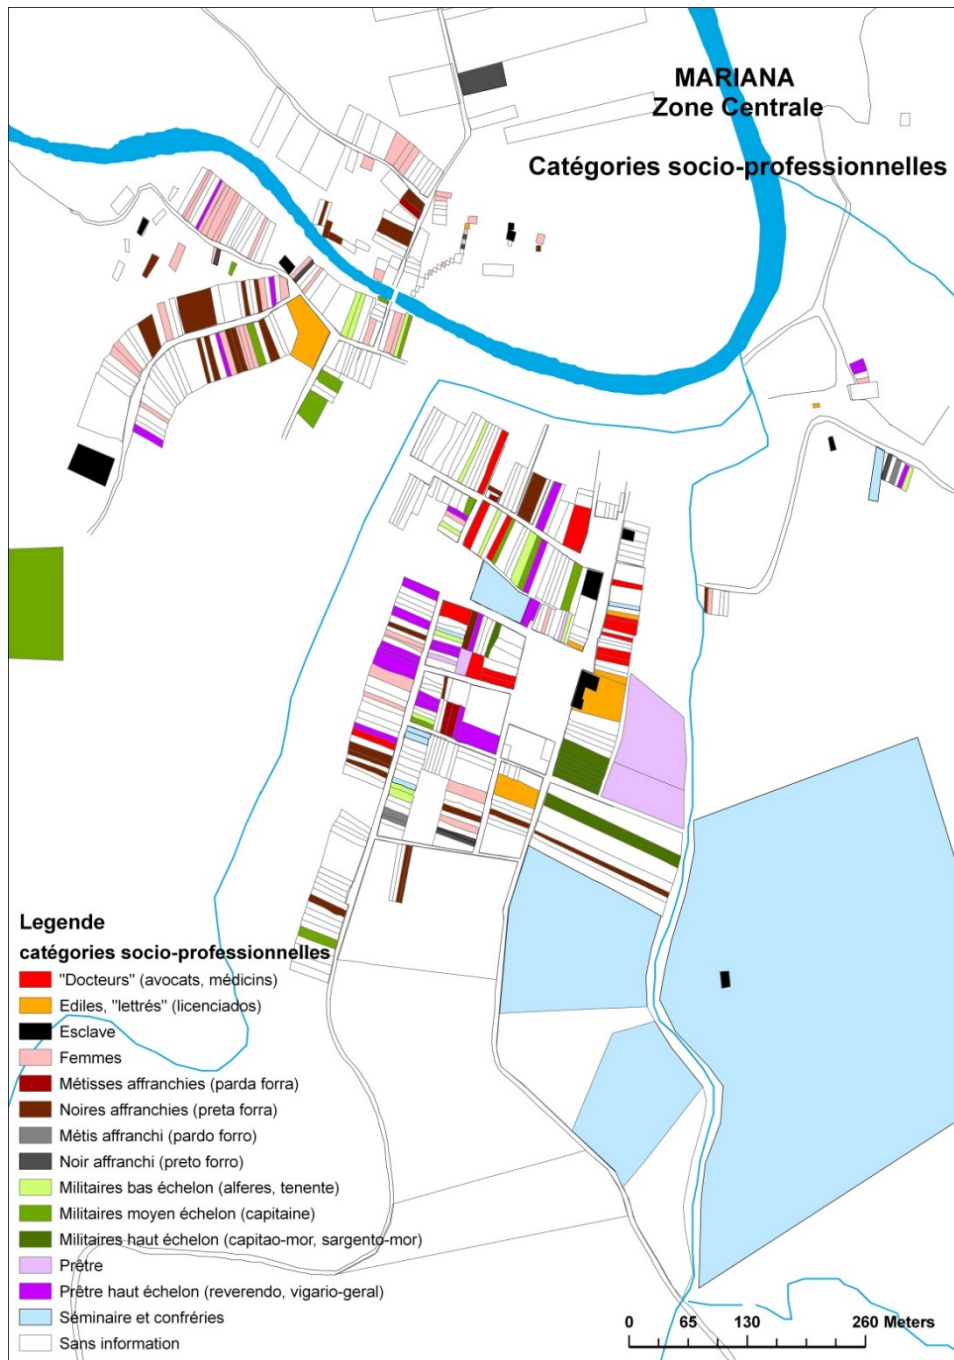 MARIANA
Zone Centrale
Catégories socio-professionnelles
Legende
catégories socio-professionnelles
"Docteurs" (avocats, médicins)
Ediles, "lettrés" (licenciados)
Esclave
Femmes
Métisses affranchies (parda forra)
Noires affranchies (preta forra)
Métis affranchi (pardo forro)
Noir affranchi (preto forro)
Militaires bas échelon (alferes, tenente)
Militaires moyen échelon (capitaine)
Militaires haut échelon (capitao-mor, sargento-mor)
Prêtre
Prêtre haut échelon (reverendo, vigario-geral)
Séminaire et confréries
Sans information
0 65 130 260 Meters